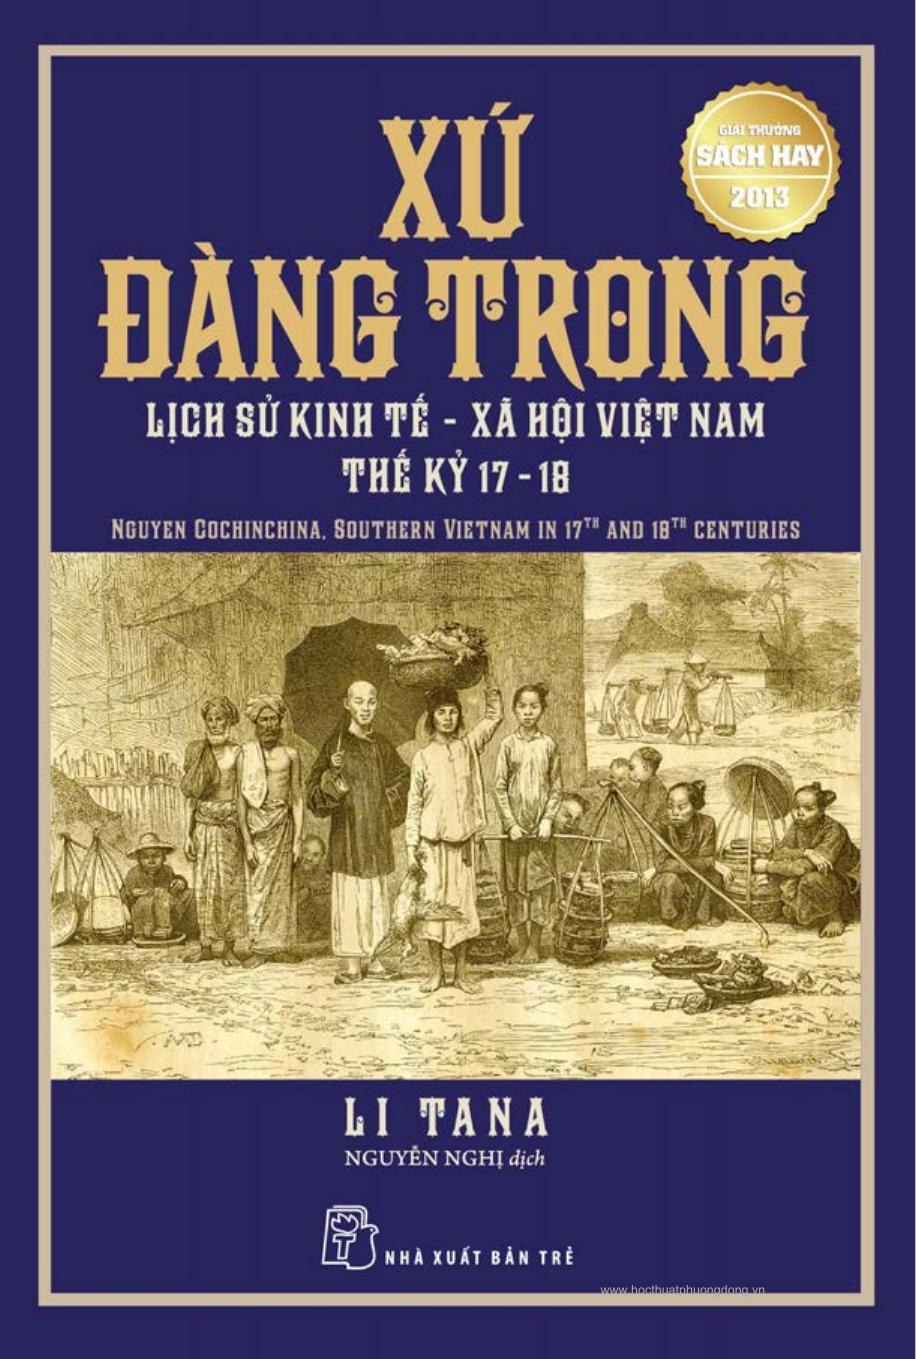 GIẢI THƯỞNG
SÁCH HAY
2013
XỨ
ĐÀNG TRONG
LỊCH SỬ KINH TẾ - XÃ HỘI VIỆT NAM
THẾ KỶ 17 - 18
NGUYEN COCHINCHINA, SOUTHERN VIETNAM IN 17TH AND 18TH CENTURIES
LI TANA
NGUYỄN NGHỊ dịch
NHÀ XUẤT BẢN TRẺ
www.hocthuatphuongdong.vn